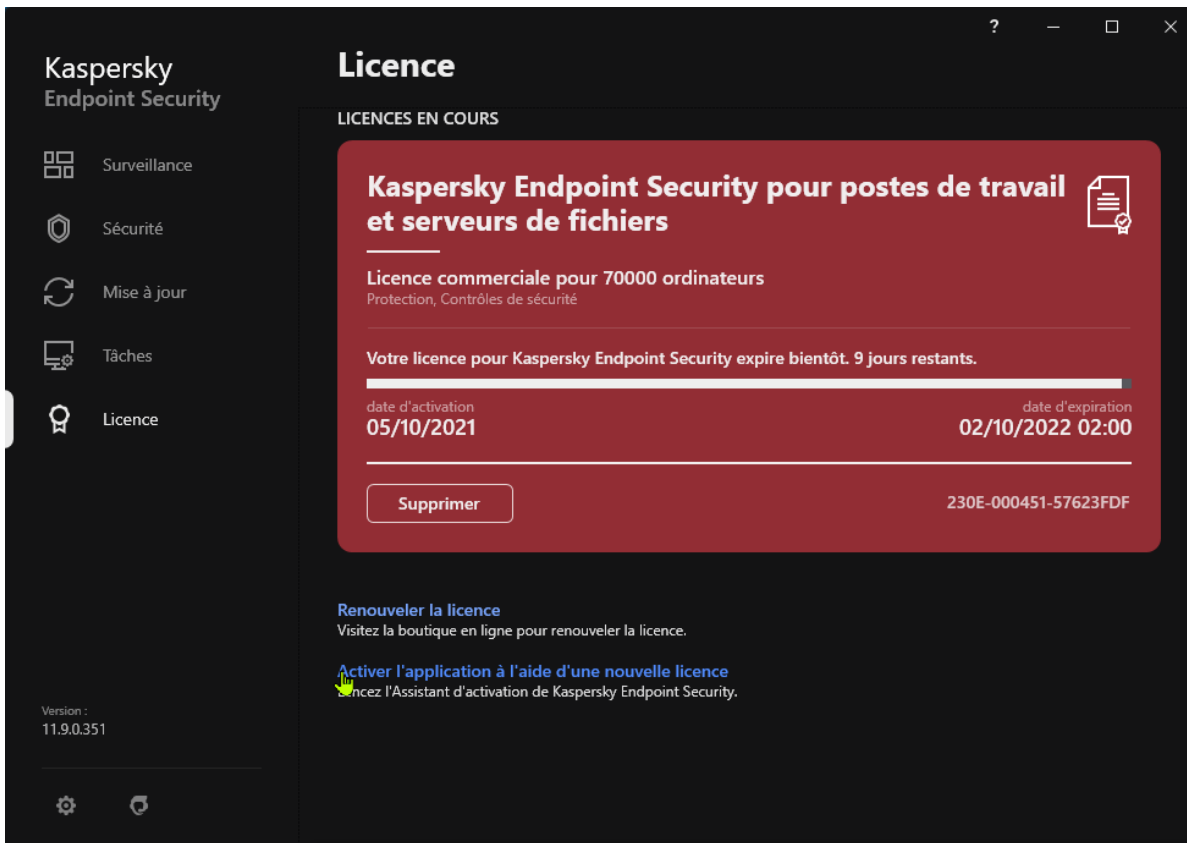 ?
Kaspersky
Endpoint Security
Surveillance
Sécurité
Mise à jour
Tâches
Licence
Version :
11.9.0.351
Licence
LICENCES EN COURS
Kaspersky Endpoint Security pour postes de travail
et serveurs de fichiers
Licence commerciale pour 70000 ordinateurs
Protection, Contrôles de sécurité
Votre licence pour Kaspersky Endpoint Security expire bientôt. 9 jours restants.
date d'activation
05/10/2021
date d'expiration
02/10/2022 02:00
Supprimer
230E-000451-57623FDF
Renouveler la licence
Visitez la boutique en ligne pour renouveler la licence.
Activer l'application à l'aide d'une nouvelle licence
Lancez l'Assistant d'activation de Kaspersky Endpoint Security.